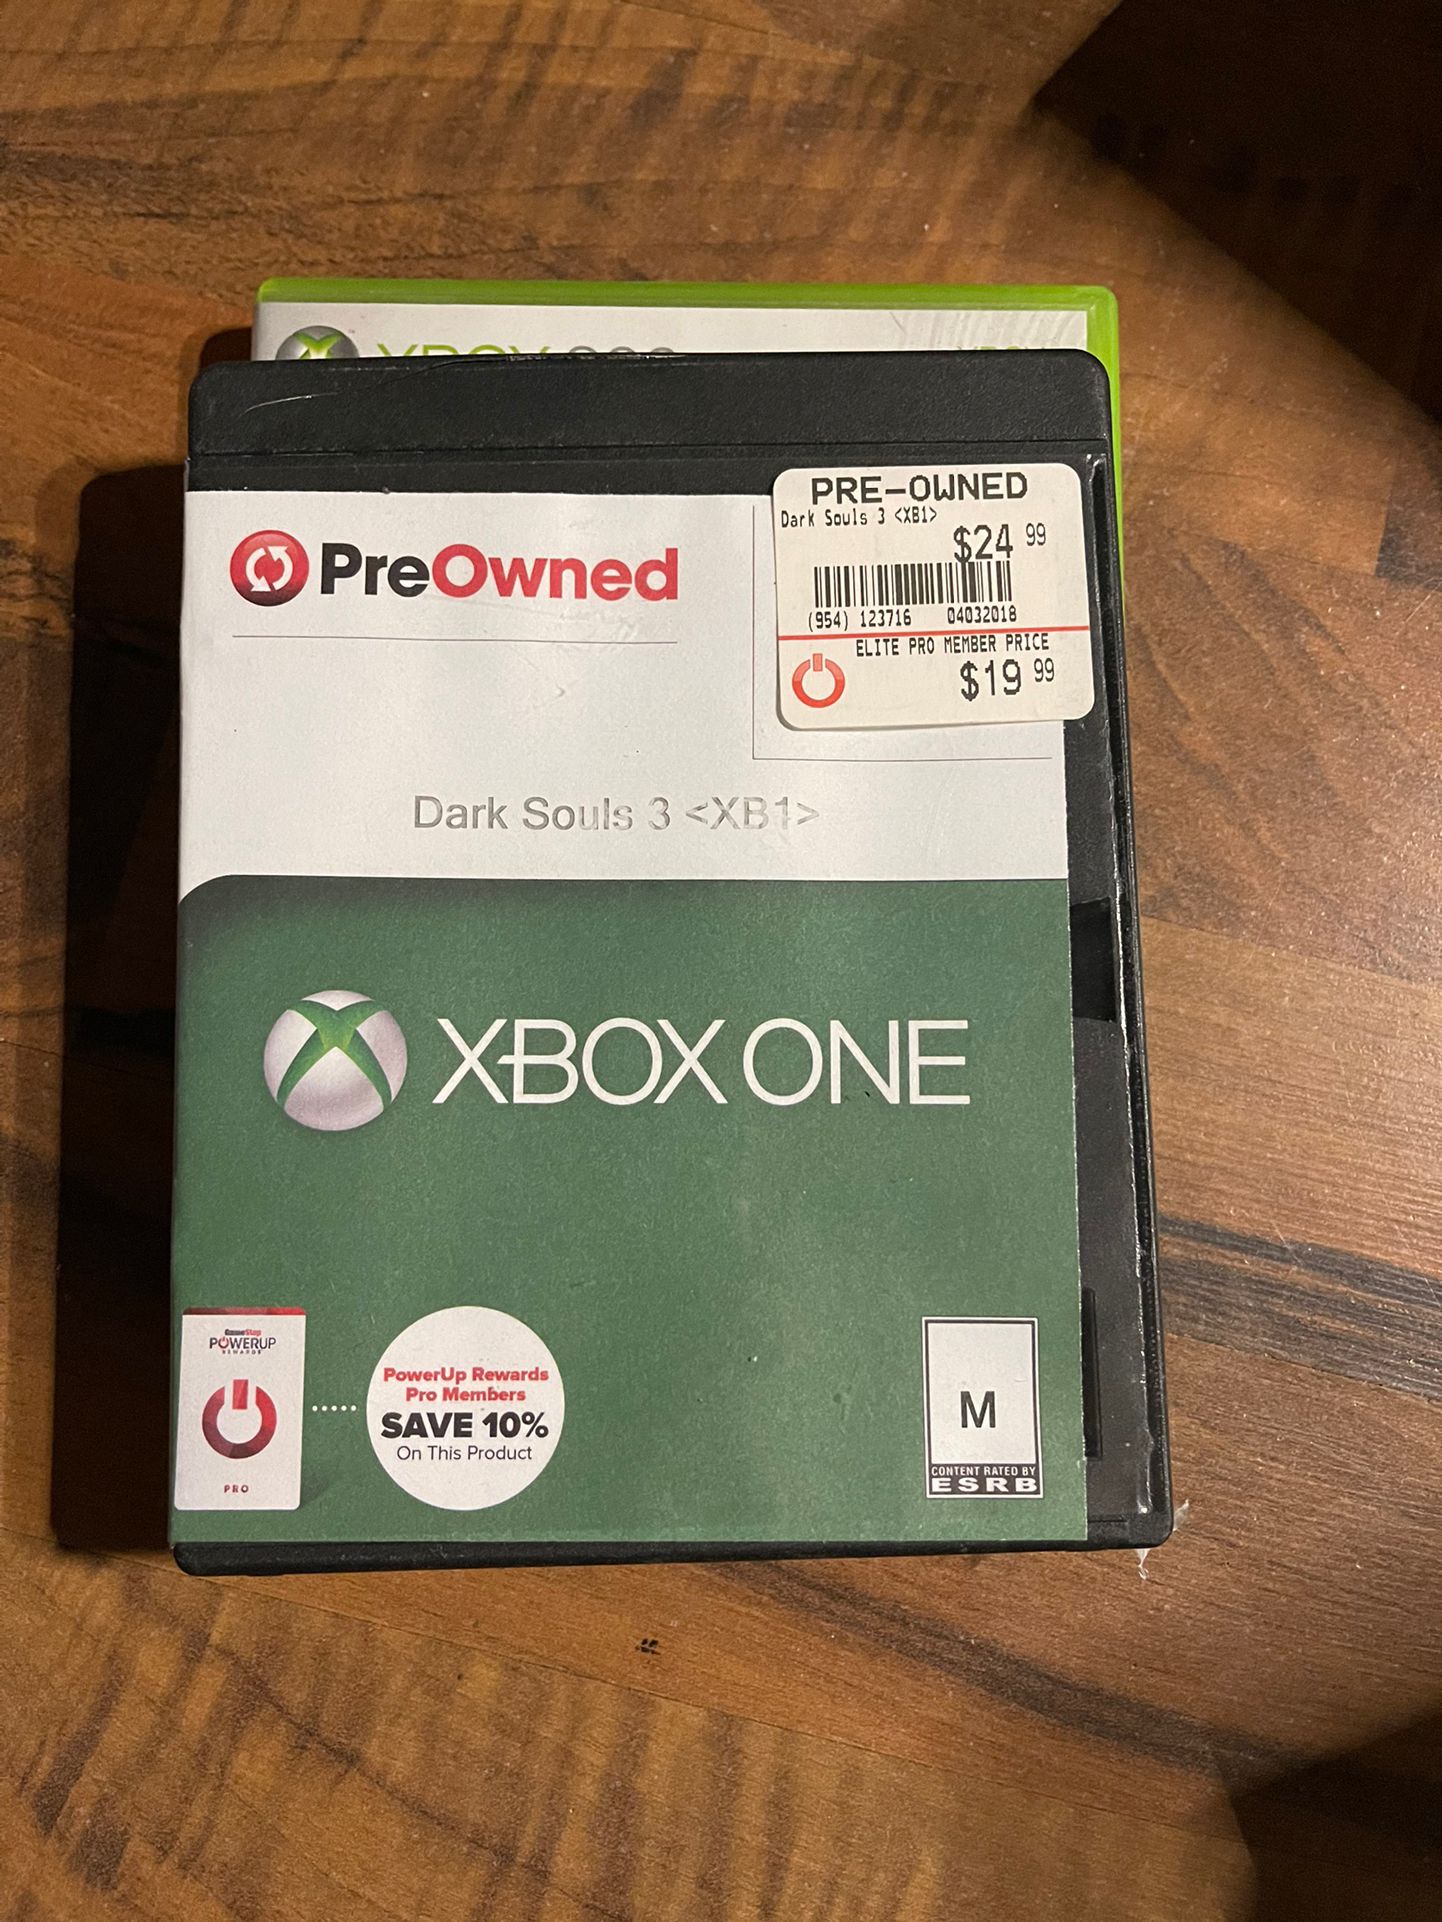 PRE-OWNED
Dark Souls 3 <XB1>
$24 99
(954) 123716 04032018
ELITE PRO MEMBER PRICE
$19 99
PreOwned
Dark Souls 3 <XB1>
XBOX ONE
GameStop
POWERUP
REWARDS
PRO
PowerUp Rewards
Pro Members
SAVE 10%
On This Product
M
CONTENT RATED BY
ESRB